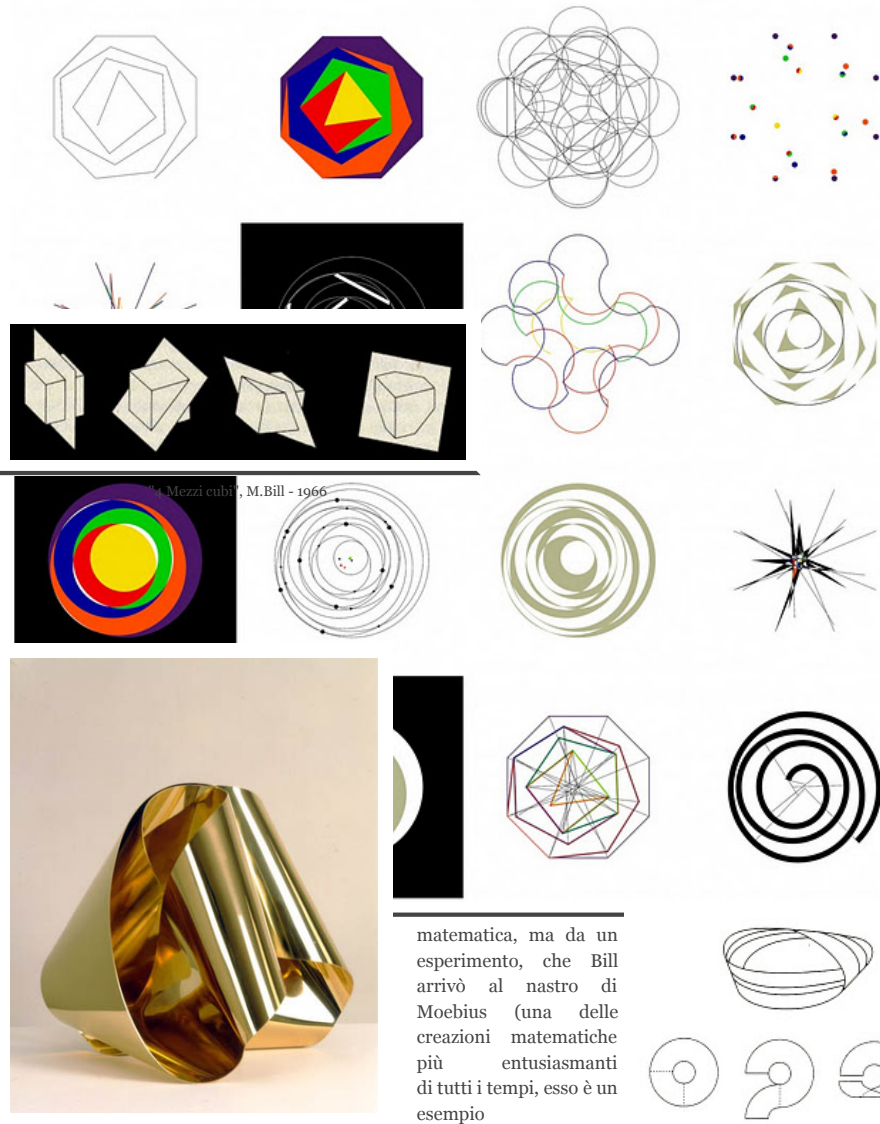 "4 Mezzi cubi", M.Bill - 1966
matematica, ma da un
esperimento, che Bill
arrivò al nastro di
Moebius (una delle
creazioni matematiche
più entusiasmanti
di tutti i tempi, esso è un
esempio